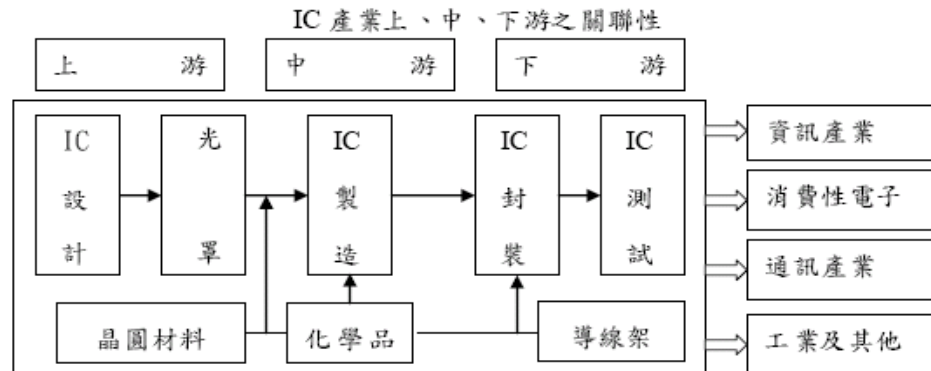 IC 產業上、中、下游之關聯性
上 游
中 游
下 游
IC 設計
光罩
IC 製造
IC 封裝
IC 測試
資訊產業
消費性電子
通訊產業
工業及其他
晶圓材料
化學品
導線架